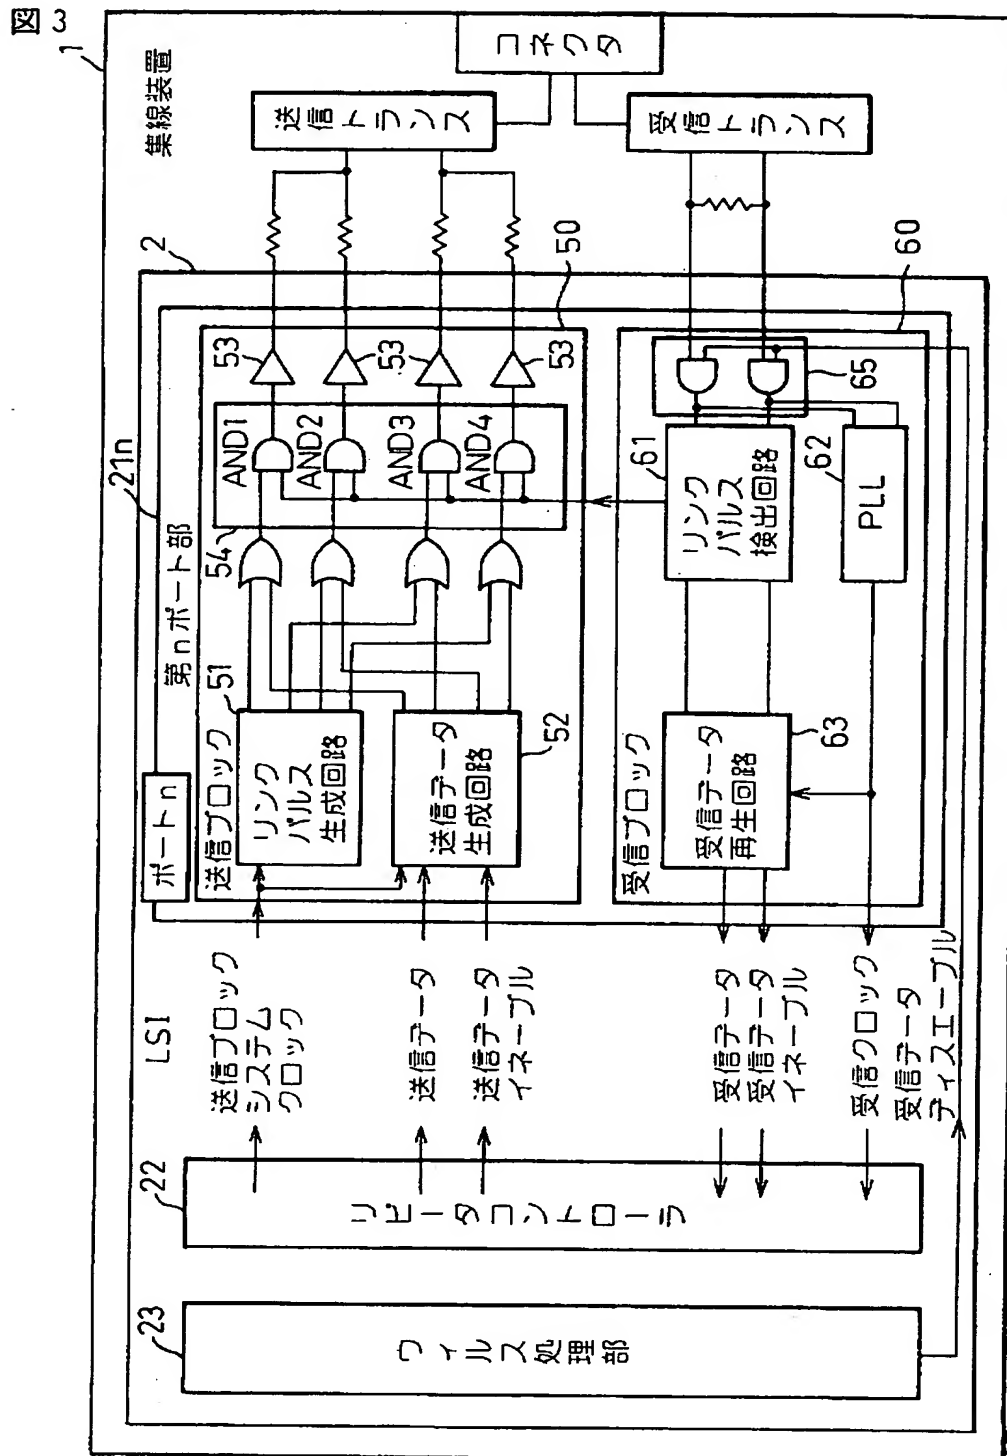 図3
1
集線装置
コネクタ
送信トランス
受信トランス
2
50
60
21n
第nポート部
ポートn
送信ブロック
51
リンク
パルス
生成回路
送信データ
生成回路
52
54
AND1
AND2
AND3
AND4
53
53
53
受信ブロック
61
リンク
パルス
検出回路
62
PLL
63
受信データ
再生回路
65
LSI
送信ブロック
システム
クロック
送信データ
送信データ
イネーブル
受信データ
受信データ
イネーブル
受信クロック
受信データ
ディスエーブル
22
リピータコントローラ
23
ウィルス処理部